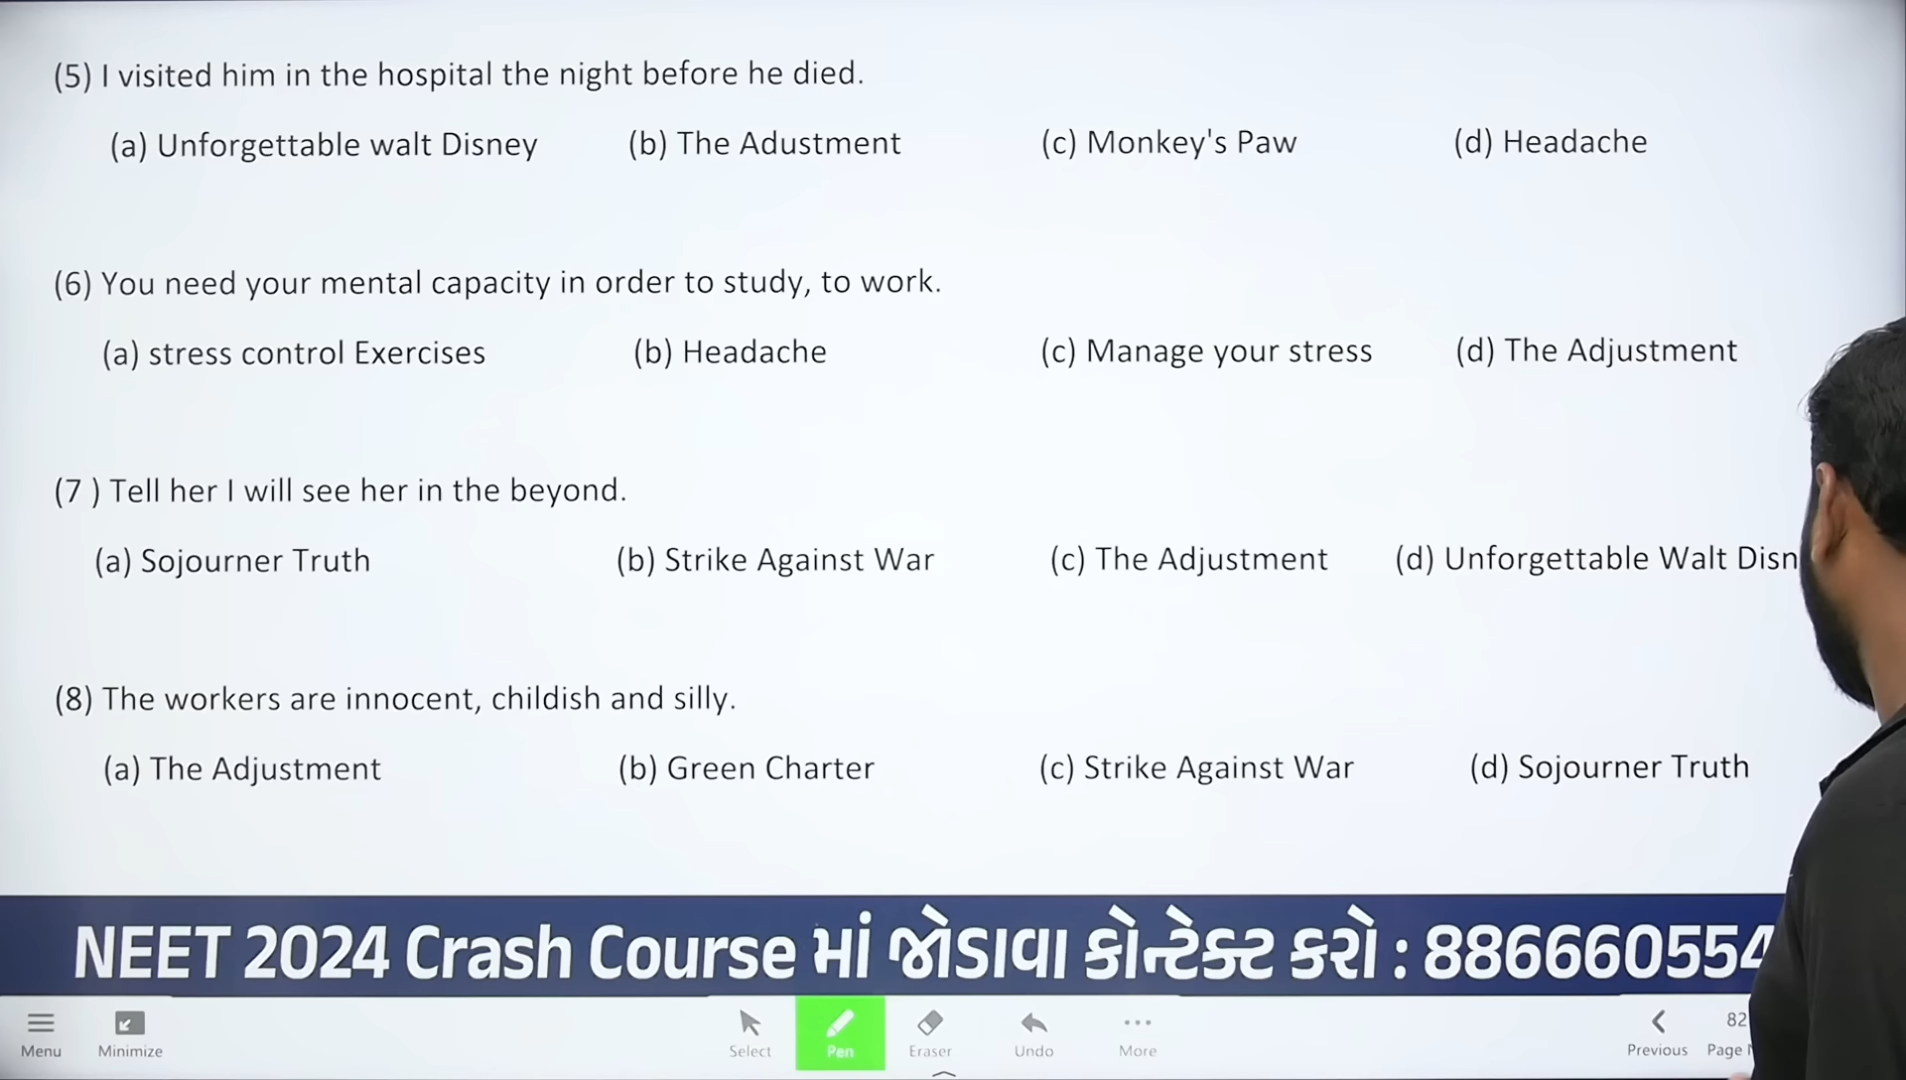 (5) I visited him in the hospital the night before he died.
(a) Unforgettable walt Disney (b) The Adustment (c) Monkey's Paw (d) Headache
(6) You need your mental capacity in order to study, to work.
(a) stress control Exercises (b) Headache (c) Manage your stress (d) The Adjustment
(7 ) Tell her I will see her in the beyond.
(a) Sojourner Truth (b) Strike Against War (c) The Adjustment (d) Unforgettable Walt Disn
(8) The workers are innocent, childish and silly.
(a) The Adjustment (b) Green Charter (c) Strike Against War (d) Sojourner Truth
NEET 2024 Crash Course માં જોડાવા કોન્ટેક્ટ કરો : 886660554
Menu Minimize Select Pen Eraser Undo More Previous 82 Page